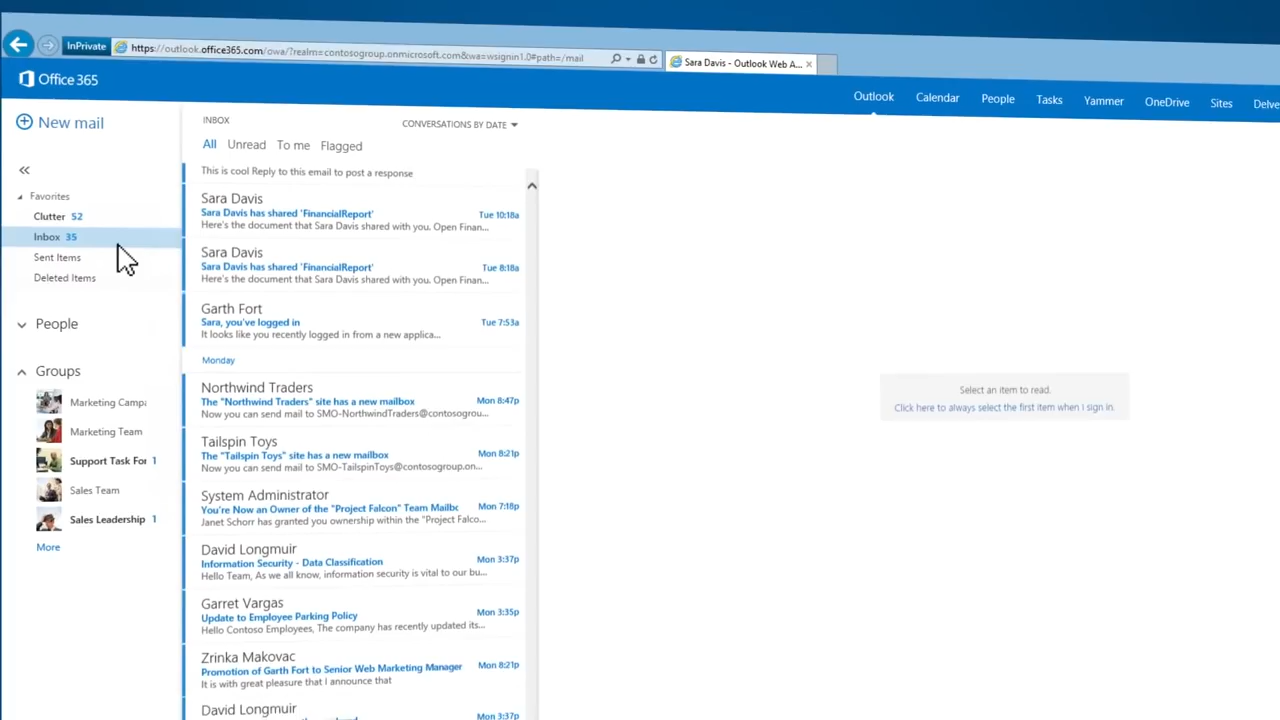 InPrivate
https://outlook.office365.com/owa/?realm=contosogroup.onmicrosoft.com&wa=wsignin1.0#path=/mail
Sara Davis - Outlook Web A...
Office 365
Outlook
Calendar
People
Tasks
Yammer
OneDrive
Sites
Delve
New mail
Favorites
Clutter 52
Inbox 35
Sent Items
Deleted Items
People
Groups
Marketing Campa
Marketing Team
Support Task For 1
Sales Team
Sales Leadership 1
More
INBOX
CONVERSATIONS BY DATE
All Unread To me Flagged
This is cool Reply to this email to post a response
Sara Davis
Sara Davis has shared 'FinancialReport' Tue 10:18a
Here's the document that Sara Davis shared with you. Open Finan...
Sara Davis
Sara Davis has shared 'FinancialReport' Tue 8:18a
Here's the document that Sara Davis shared with you. Open Finan...
Garth Fort
Sara, you've logged in Tue 7:53a
It looks like you recently logged in from a new applica...
Monday
Northwind Traders
The "Northwind Traders" site has a new mailbox Mon 8:47p
Now you can send mail to SMO-NorthwindTraders@contosogrou...
Tailspin Toys
The "Tailspin Toys" site has a new mailbox Mon 8:21p
Now you can send mail to SMO-TailspinToys@contosogroup.on...
System Administrator
You're Now an Owner of the "Project Falcon" Team Mailbc Mon 7:18p
Janet Schorr has granted you ownership within the "Project Falco...
David Longmuir
Information Security - Data Classification Mon 3:37p
Hello Team, As we all know, information security is vital to our bu...
Garret Vargas
Update to Employee Parking Policy Mon 3:35p
Hello Contoso Employees, The company has recently updated its...
Zrinka Makovac
Promotion of Garth Fort to Senior Web Marketing Manager Mon 8:21p
It is with great pleasure that I announce that
David Longmuir
Mon 3:37p
Select an item to read.
Click here to always select the first item when I sign in.